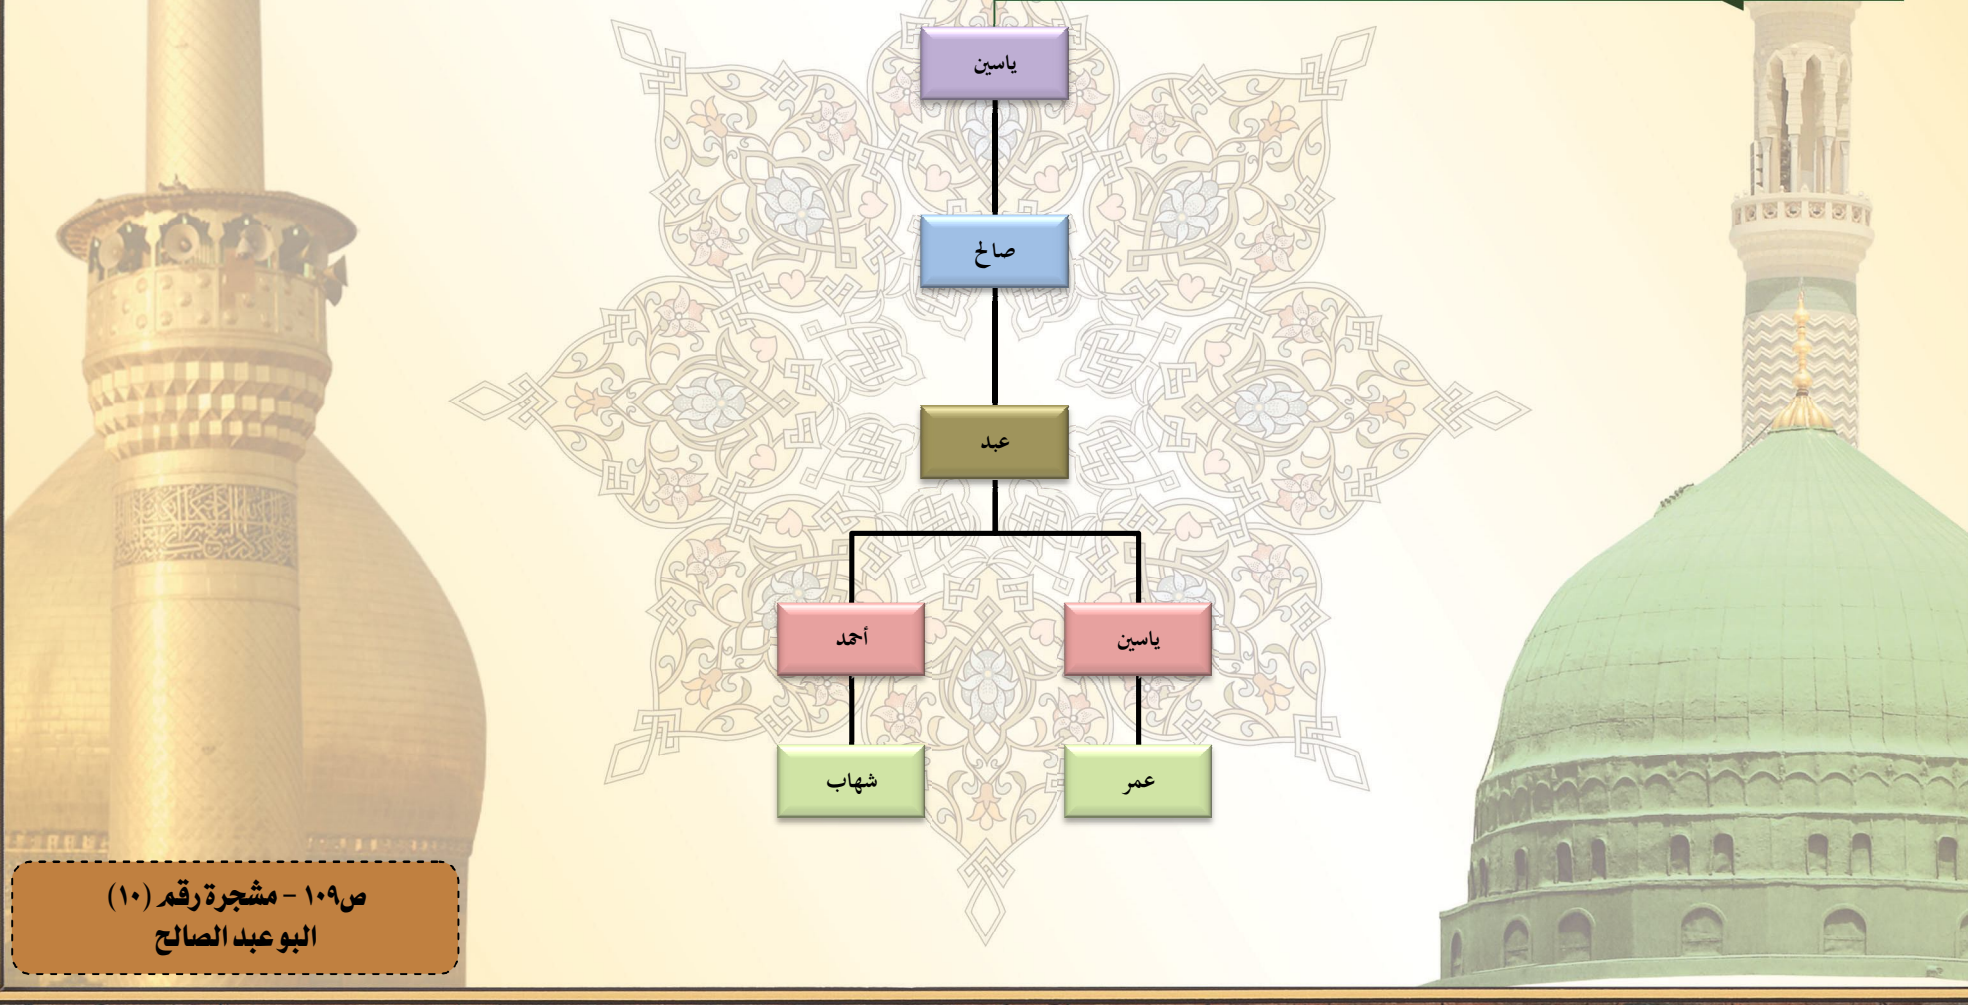 ياسين
صالح
عبد
ياسين
أحمد
عمر
شهاب
ص١٠٩ - مشجرة رقم (١٠)
البو عبد الصالح